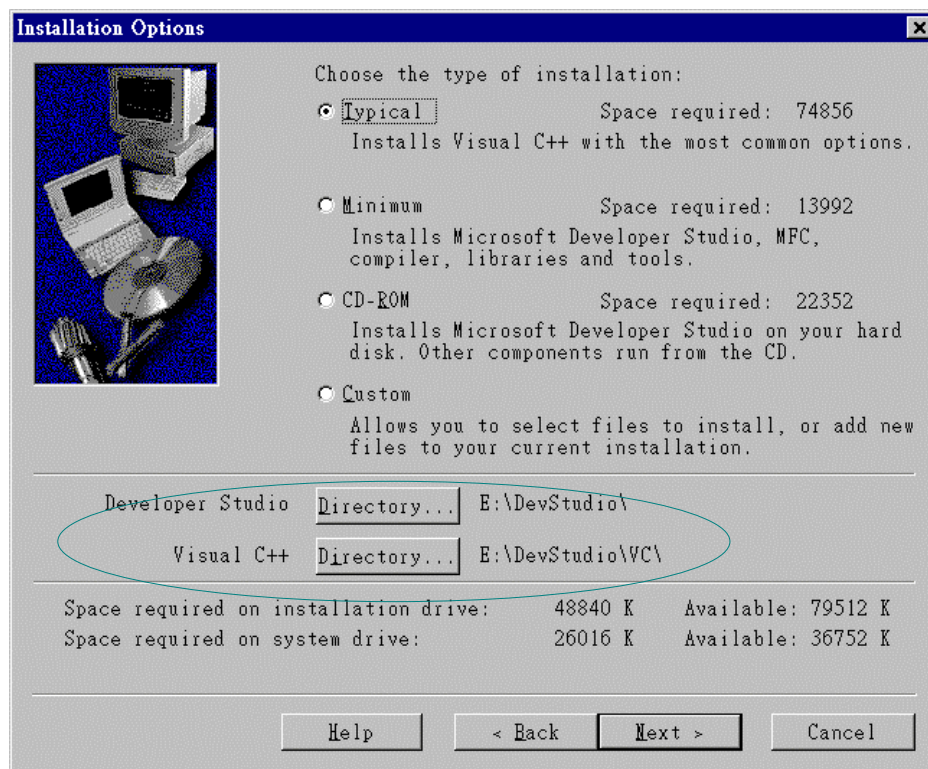 Installation Options
Choose the type of installation:
Typical Space required: 74856
Installs Visual C++ with the most common options.
Minimum Space required: 13992
Installs Microsoft Developer Studio, MFC,
compiler, libraries and tools.
CD-ROM Space required: 22352
Installs Microsoft Developer Studio on your hard
disk. Other components run from the CD.
Custom
Allows you to select files to install, or add new
files to your current installation.
Developer Studio Directory... E:\DevStudio\
Visual C++ Directory... E:\DevStudio\VC\
Space required on installation drive: 48840 K Available: 79512 K
Space required on system drive: 26016 K Available: 36752 K
Help < Back Next > Cancel